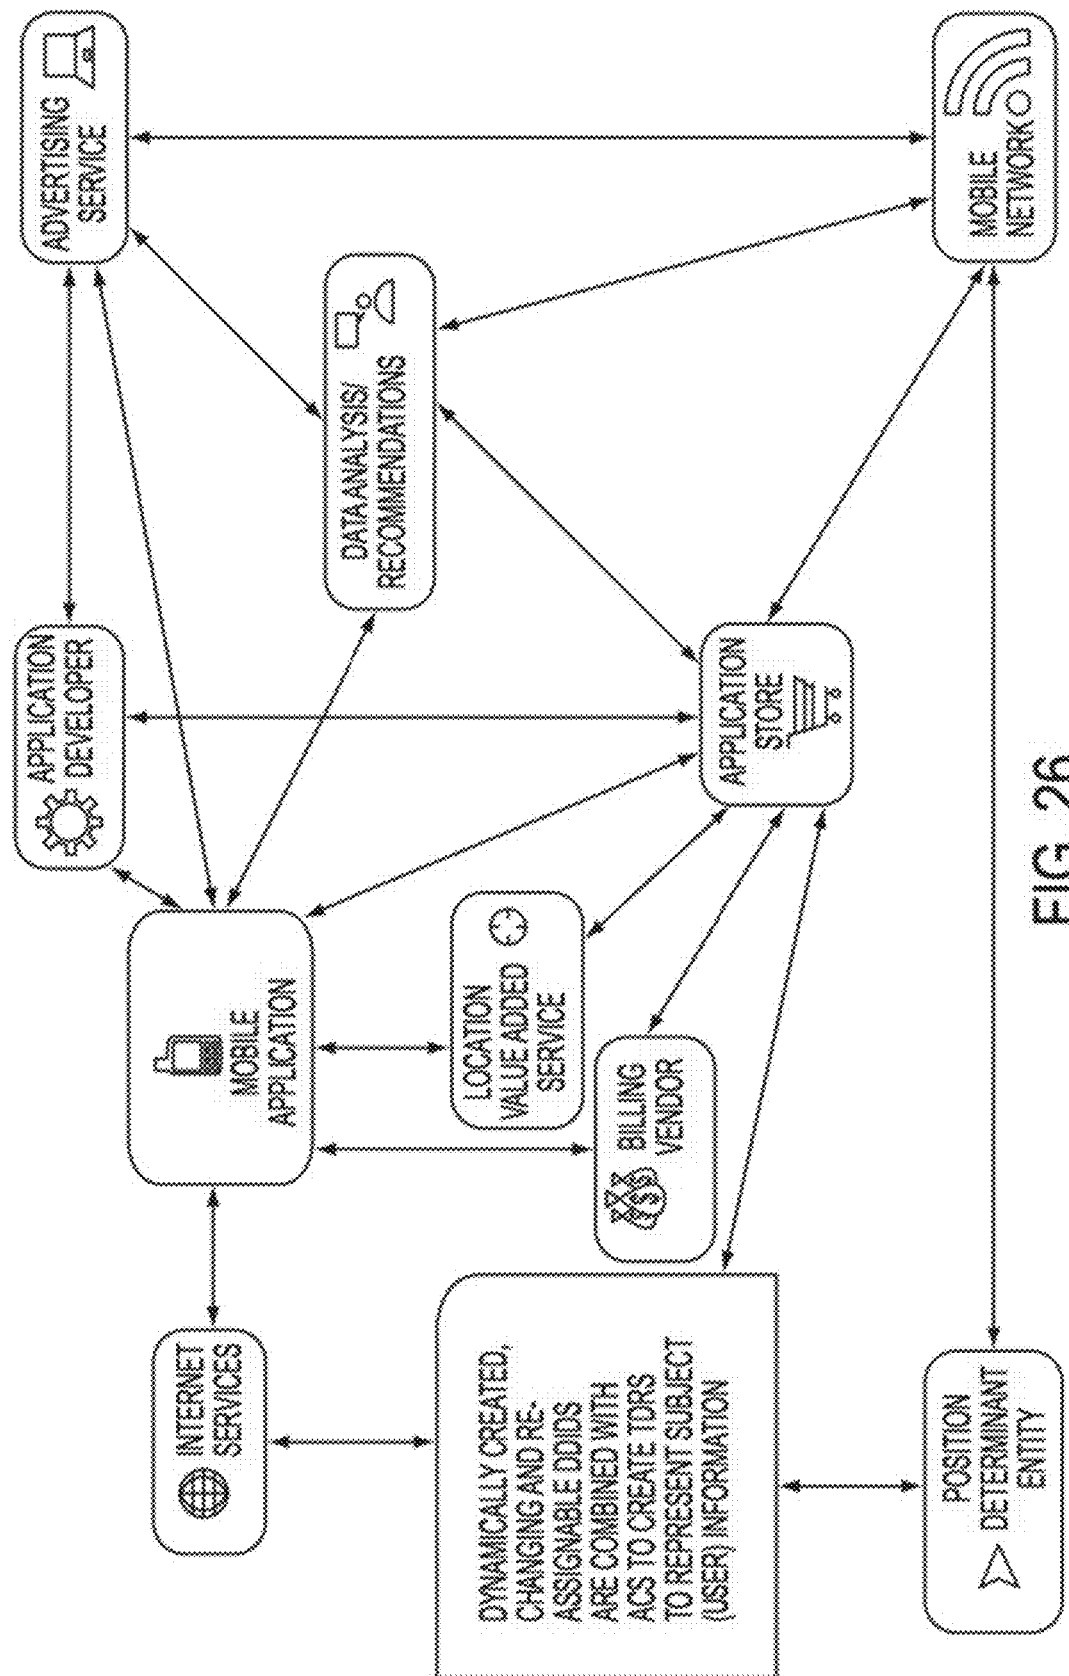 INTERNET
SERVICES
DYNAMICALLY CREATED,
CHANGING AND RE-
ASSIGNABLE DDIDS
ARE COMBINED WITH
ACS TO CREATE TDRS
TO REPRESENT SUBJECT
(USER) INFORMATION
POSITION
DETERMINANT
ENTITY
MOBILE
APPLICATION
LOCATION
VALUE ADDED
SERVICE
BILLING
VENDOR
APPLICATION
DEVELOPER
APPLICATION
STORE
DATA ANALYSIS/
RECOMMENDATIONS
ADVERTISING
SERVICE
MOBILE
NETWORK
FIG. 26